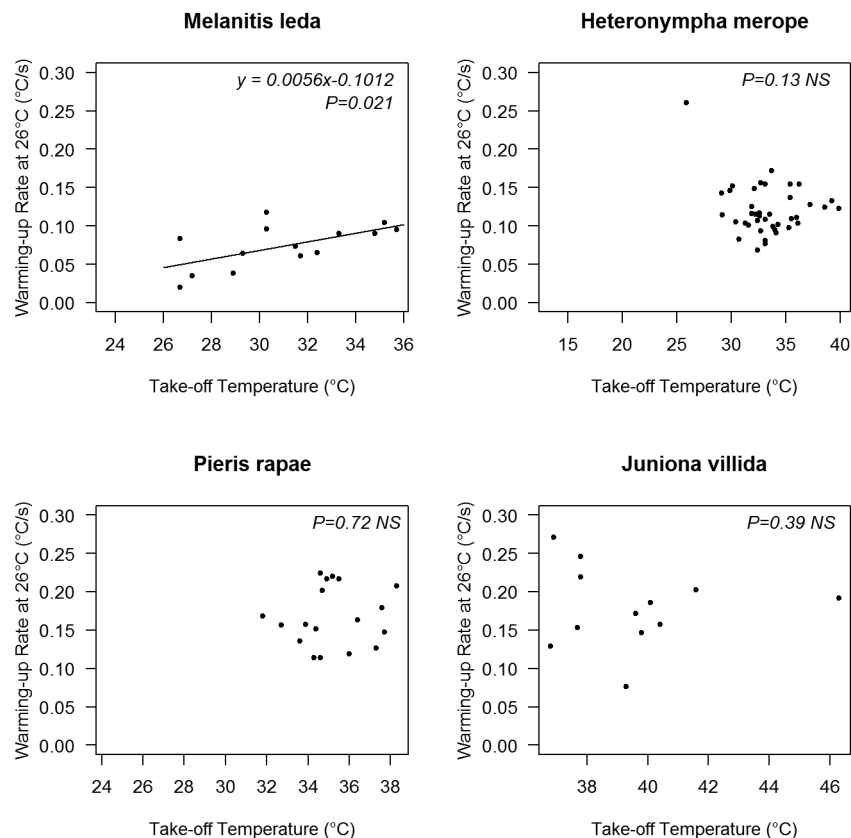 Melanitis leda
Warming-up Rate at 26°C (°C/s)
0.30
0.25
0.20
0.15
0.10
0.05
0.00
y = 0.0056x-0.1012
P=0.021
24 26 28 30 32 34 36
Take-off Temperature (°C)
Heteronympha merope
Warming-up Rate at 26°C (°C/s)
0.30
0.25
0.20
0.15
0.10
0.05
0.00
P=0.13 NS
15 20 25 30 35 40
Take-off Temperature (°C)
Pieris rapae
Warming-up Rate at 26°C (°C/s)
0.30
0.25
0.20
0.15
0.10
0.05
0.00
P=0.72 NS
24 26 28 30 32 34 36 38
Take-off Temperature (°C)
Juniona villida
Warming-up Rate at 26°C (°C/s)
0.30
0.25
0.20
0.15
0.10
0.05
0.00
P=0.39 NS
38 40 42 44 46
Take-off Temperature (°C)